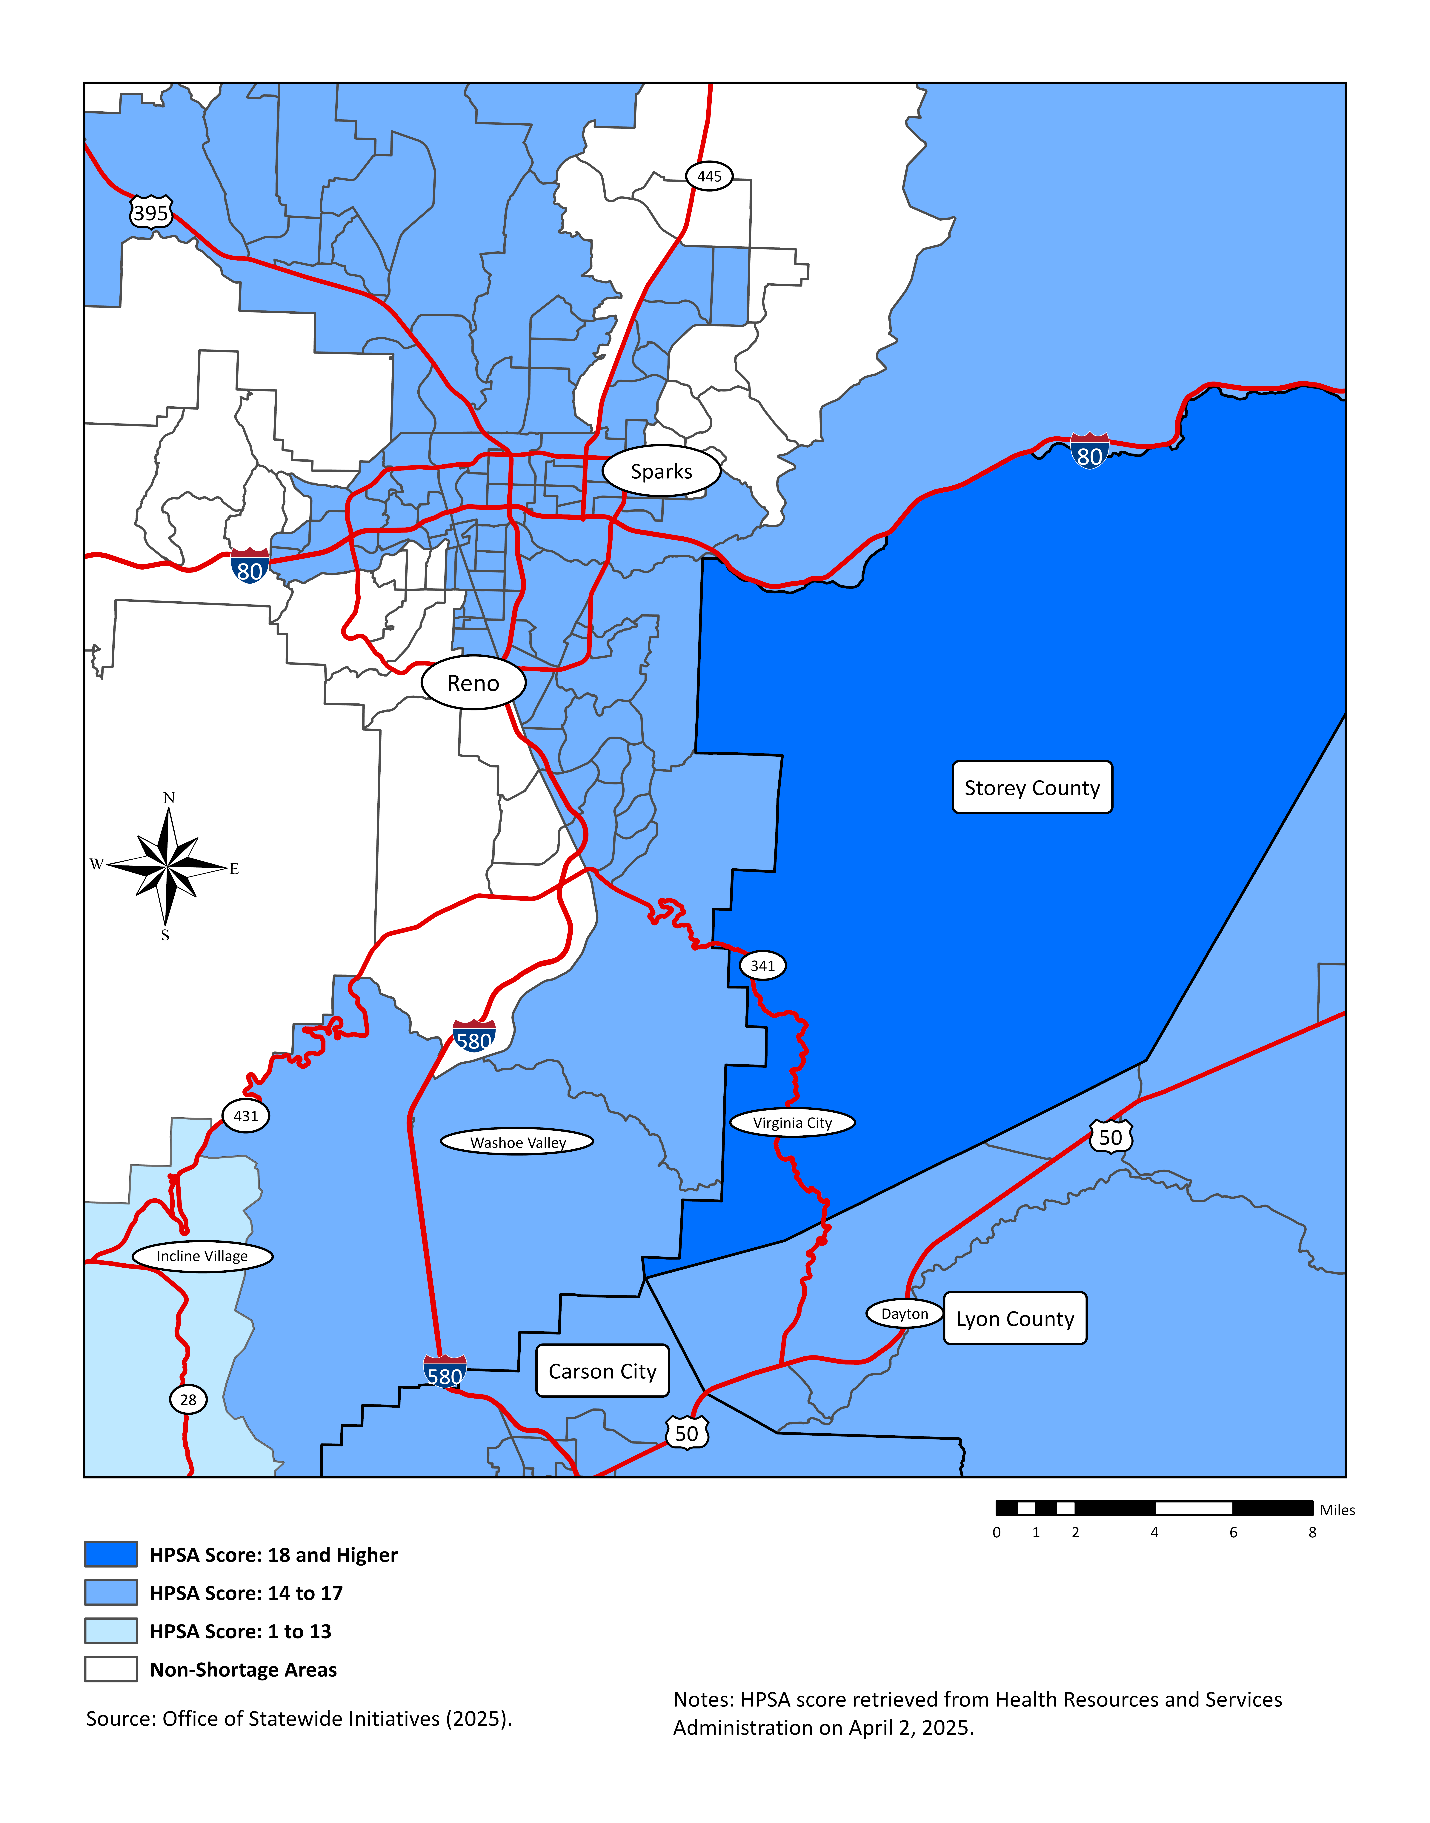 445
395
Sparks
80
80
Reno
Storey County
N
W
E
S
341
580
431
Virginia City
50
Washoe Valley
Incline Village
Dayton
Lyon County
580
Carson City
28
50
Miles
0 1 2 4 6 8
HPSA Score: 18 and Higher
HPSA Score: 14 to 17
HPSA Score: 1 to 13
Non-Shortage Areas
Source: Office of Statewide Initiatives (2025).
Notes: HPSA score retrieved from Health Resources and Services
Administration on April 2, 2025.